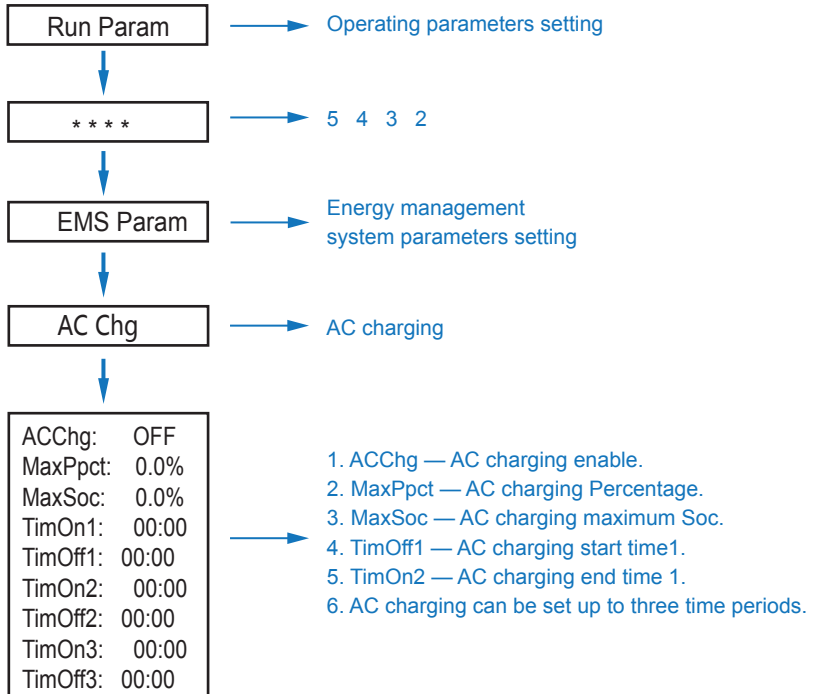 Run Param
Operating parameters setting
* * * *
5 4 3 2
EMS Param
Energy management
system parameters setting
AC Chg
AC charging
ACChg: OFF
MaxPpct: 0.0%
MaxSoc: 0.0%
TimOn1: 00:00
TimOff1: 00:00
TimOn2: 00:00
TimOff2: 00:00
TimOn3: 00:00
TimOff3: 00:00
1. ACChg — AC charging enable.
2. MaxPpct — AC charging Percentage.
3. MaxSoc — AC charging maximum Soc.
4. TimOff1 — AC charging start time1.
5. TimOn2 — AC charging end time 1.
6. AC charging can be set up to three time periods.